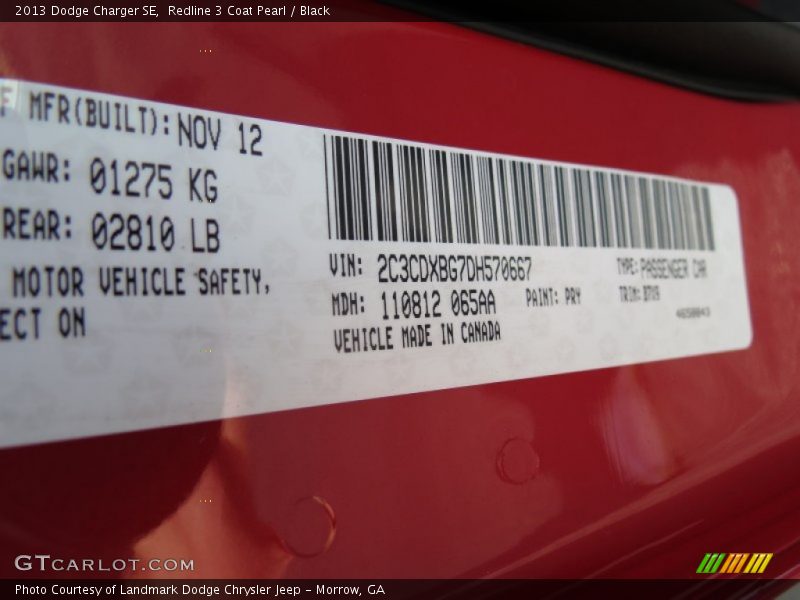 2013 Dodge Charger SE,  Redline 3 Coat Pearl / Black
F MFR(BUILT): NOV 12
GAWR: 01275 KG
REAR: 02810 LB
MOTOR VEHICLE SAFETY,
ECT ON
VIN: 2C3CDXBG7DH570667
TYPE: PASSENGER CAR
MDH: 110812 065AA
PAINT: PRY
TRIM: B7X9
VEHICLE MADE IN CANADA
GTCARLOT.COM
Photo Courtesy of Landmark Dodge Chrysler Jeep - Morrow, GA